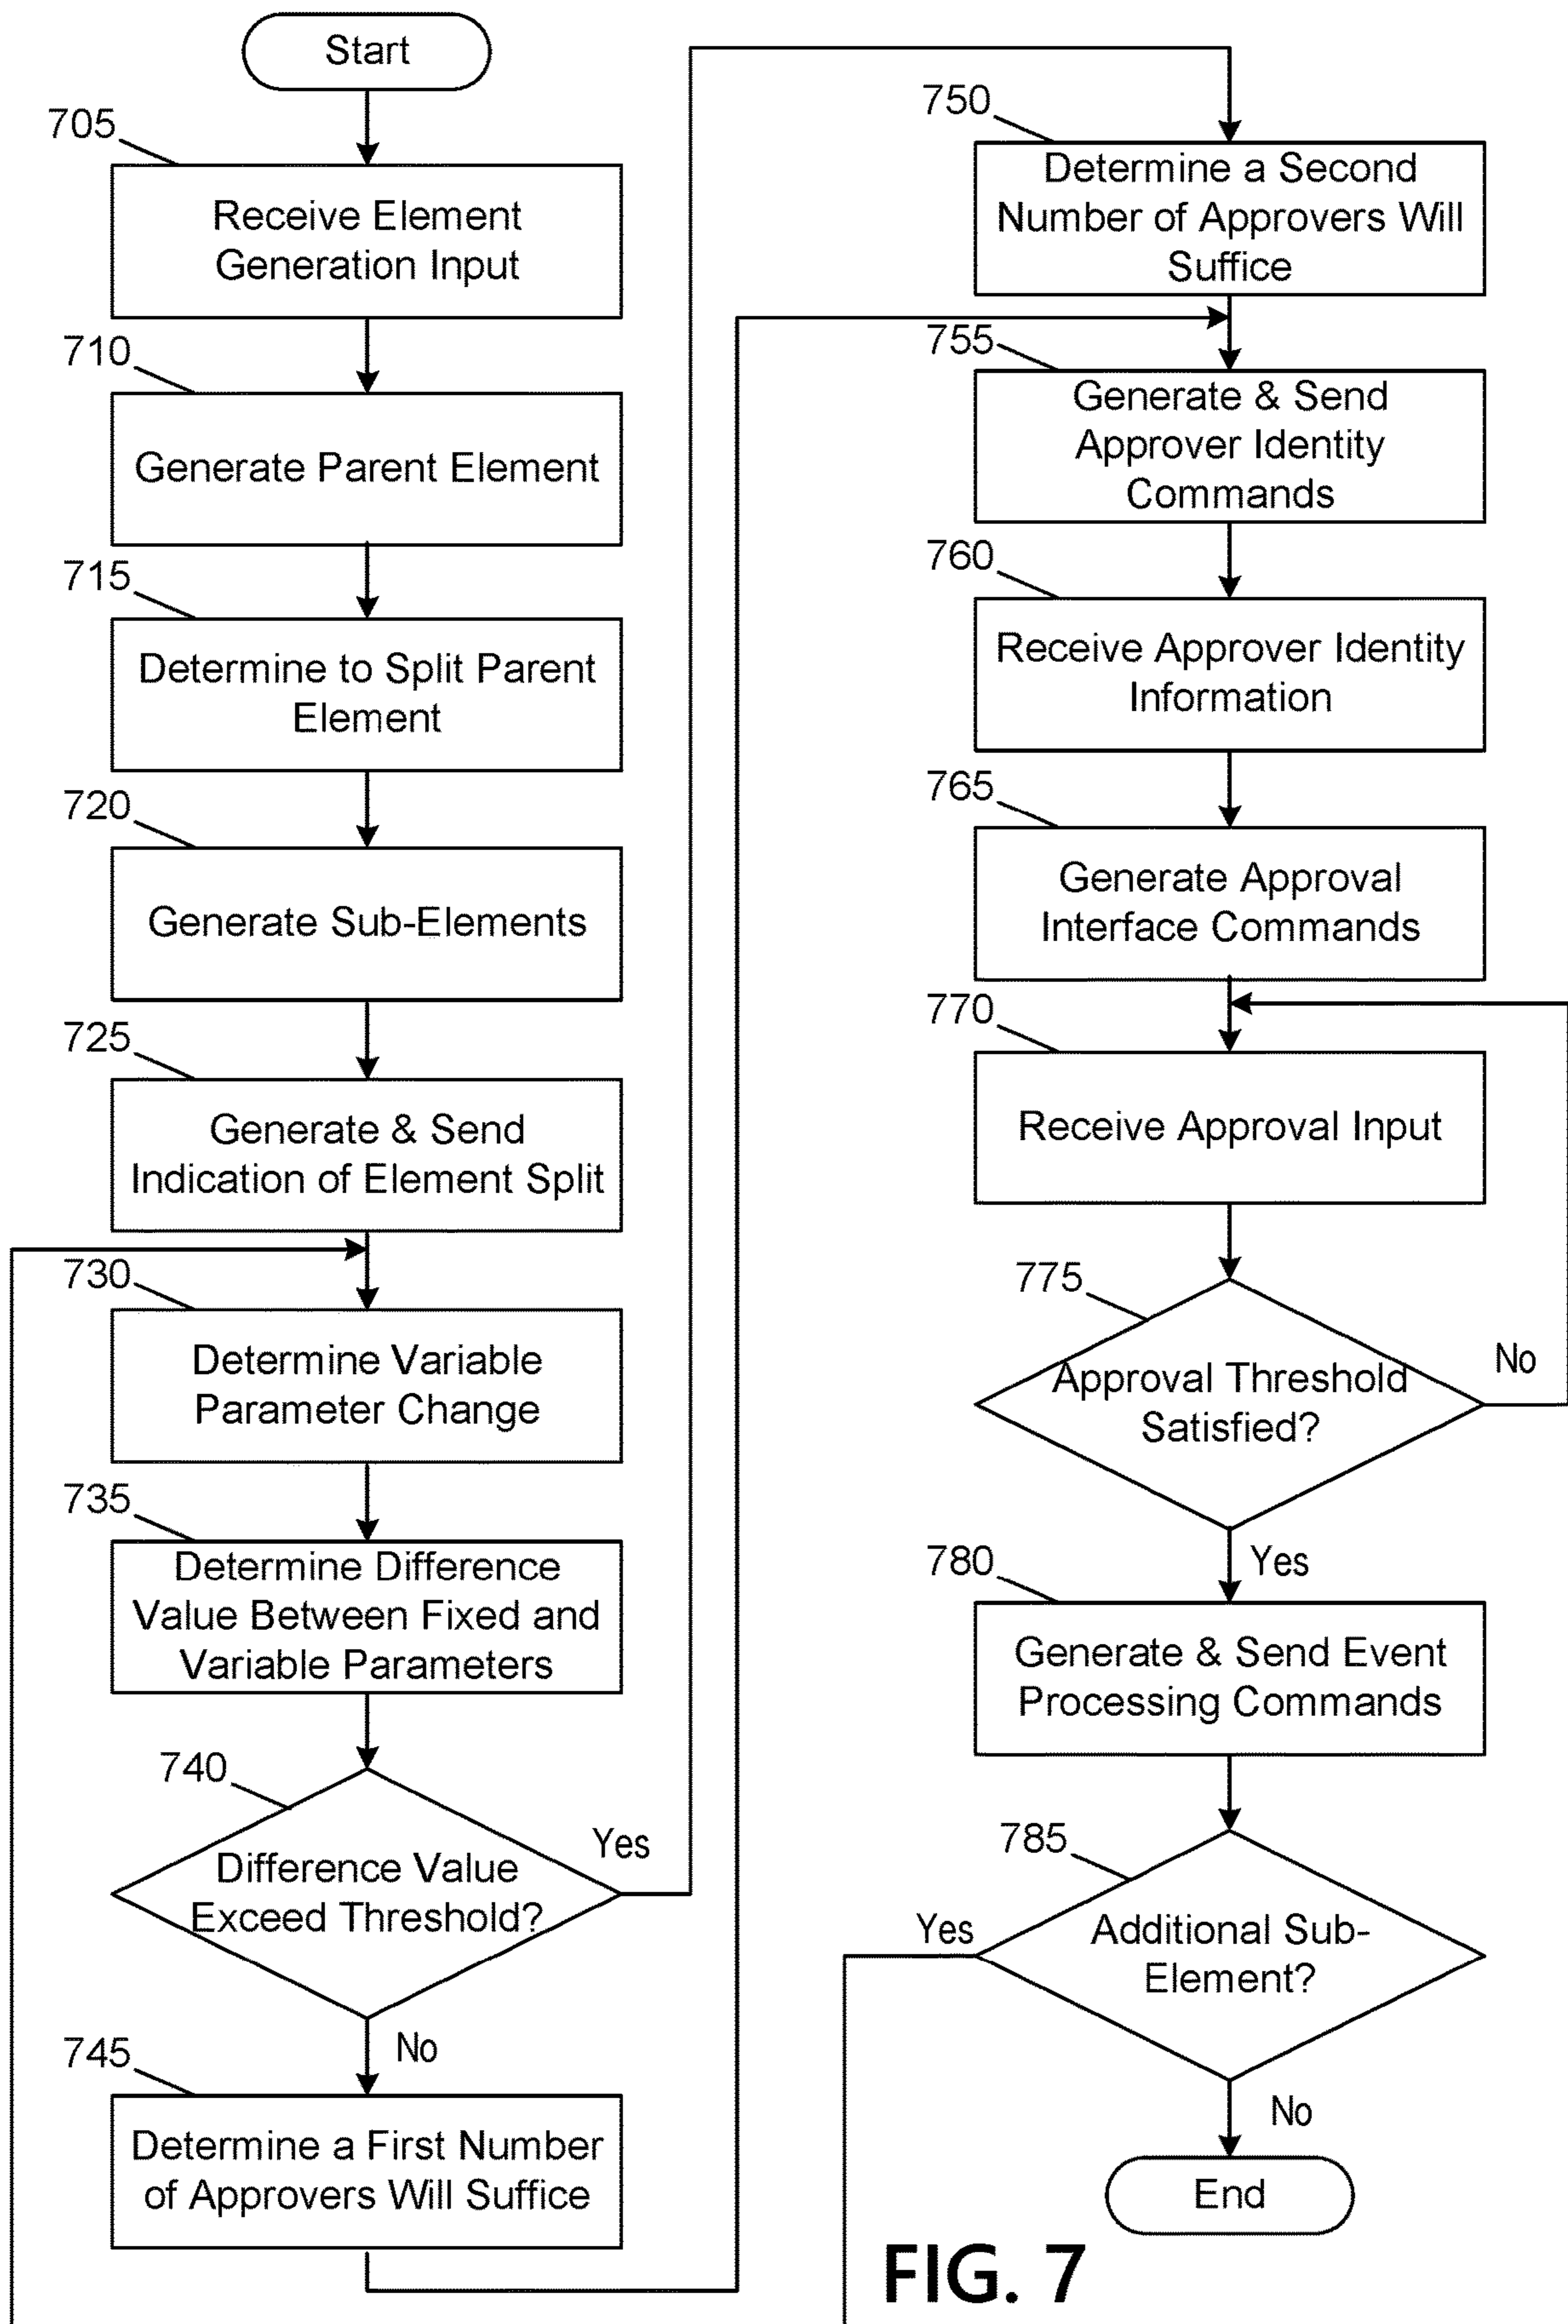 Start
705
Receive Element
Generation Input
710
Generate Parent Element
715
Determine to Split Parent
Element
720
Generate Sub-Elements
725
Generate & Send
Indication of Element Split
730
Determine Variable
Parameter Change
735
Determine Difference
Value Between Fixed and
Variable Parameters
740
Difference Value
Exceed Threshold?
Yes
No
745
Determine a First Number
of Approvers Will Suffice
750
Determine a Second
Number of Approvers Will
Suffice
755
Generate & Send
Approver Identity
Commands
760
Receive Approver Identity
Information
765
Generate Approval
Interface Commands
770
Receive Approval Input
775
Approval Threshold
Satisfied?
No
Yes
780
Generate & Send Event
Processing Commands
785
Additional Sub-
Element?
Yes
No
End
FIG. 7